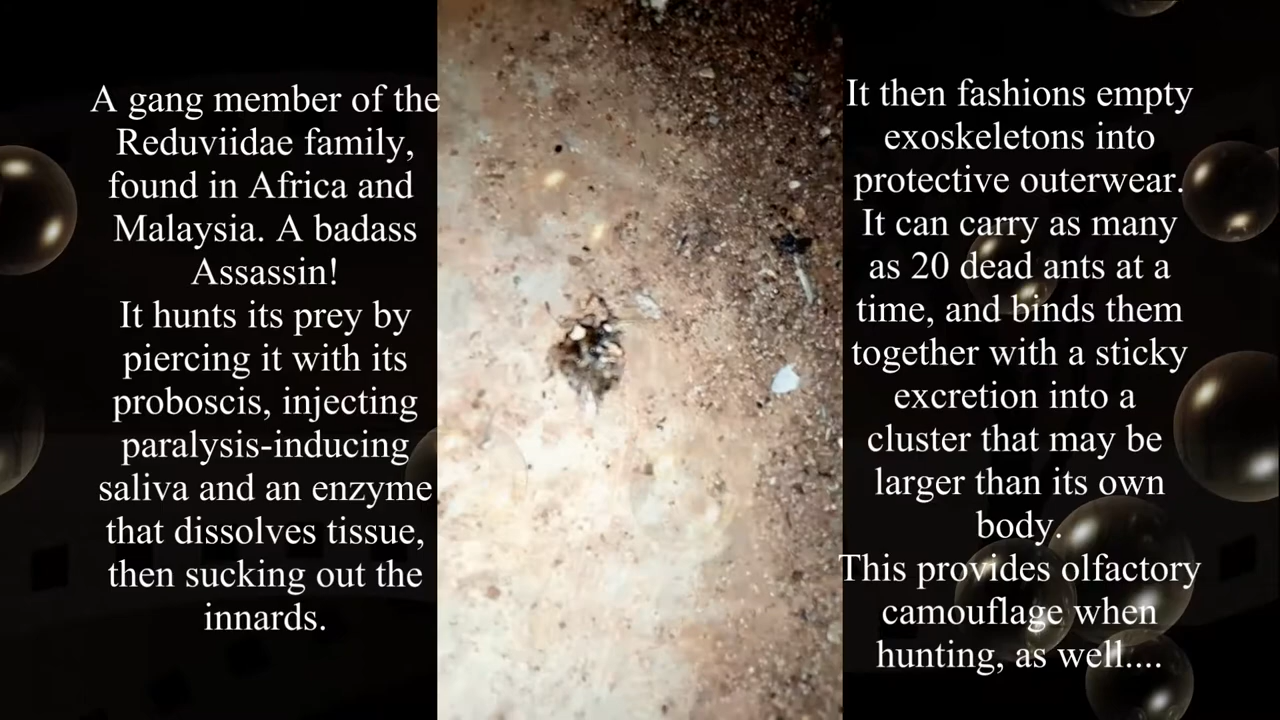 A gang member of the
Reduviidae family,
found in Africa and
Malaysia. A badass
Assassin!
It hunts its prey by
piercing it with its
proboscis, injecting
paralysis-inducing
saliva and an enzyme
that dissolves tissue,
then sucking out the
innards.
It then fashions empty
exoskeletons into
protective outerwear.
It can carry as many
as 20 dead ants at a
time, and binds them
together with a sticky
excretion into a
cluster that may be
larger than its own
body.
This provides olfactory
camouflage when
hunting, as well....